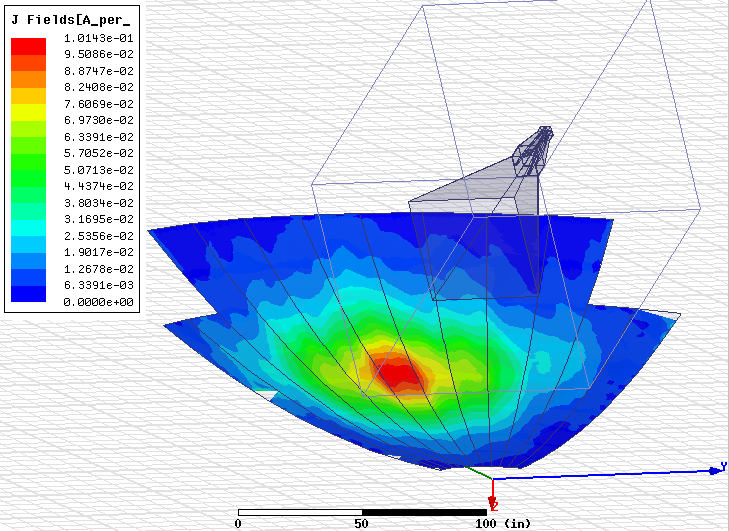 J Fields[A_per_
1.0143e-01
9.5086e-02
8.8747e-02
8.2408e-02
7.6069e-02
6.9730e-02
6.3391e-02
5.7052e-02
5.0713e-02
4.4374e-02
3.8034e-02
3.1695e-02
2.5356e-02
1.9017e-02
1.2678e-02
6.3391e-03
0.0000e+00
Y
Z
0 50 100 (in)